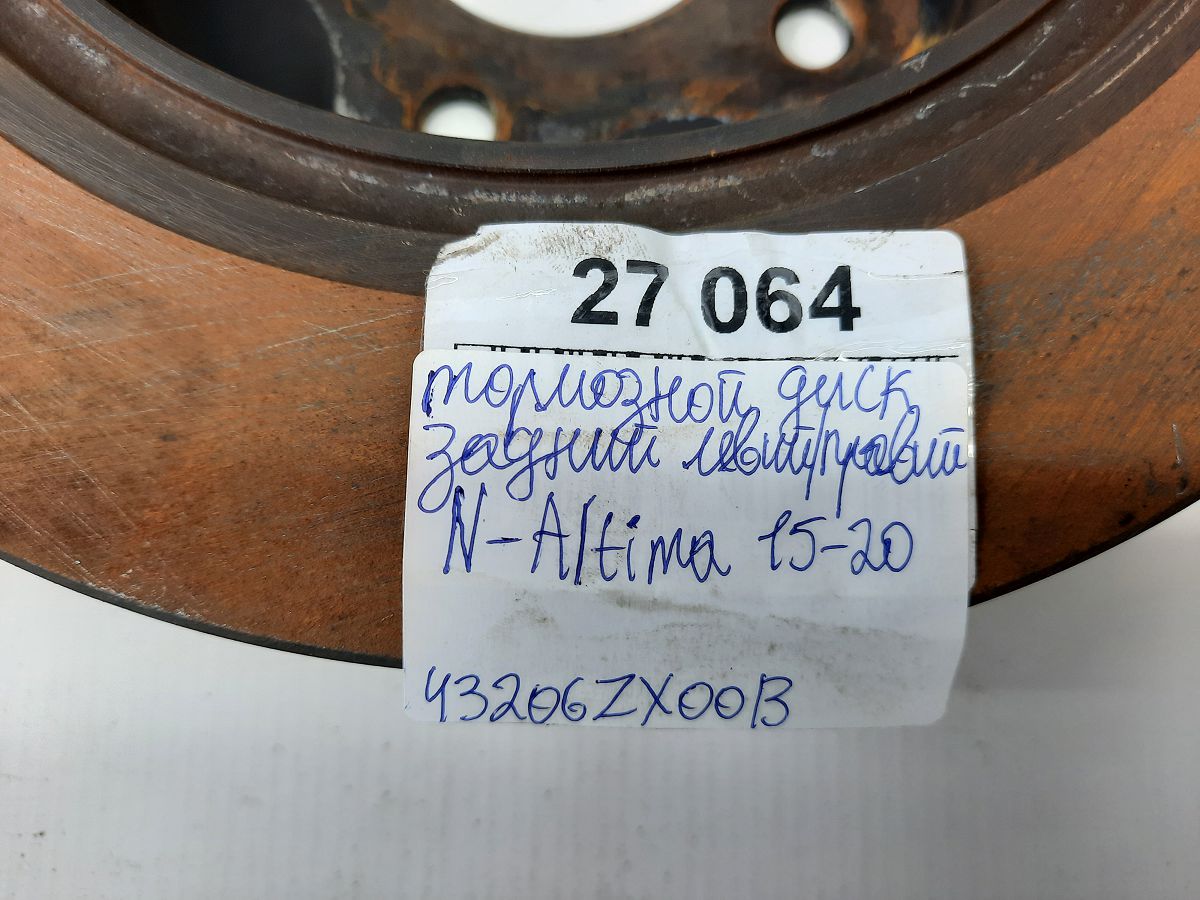 27 064
тормозной диск
задний левый/правый
N-Altima 15-20
43206ZX00B